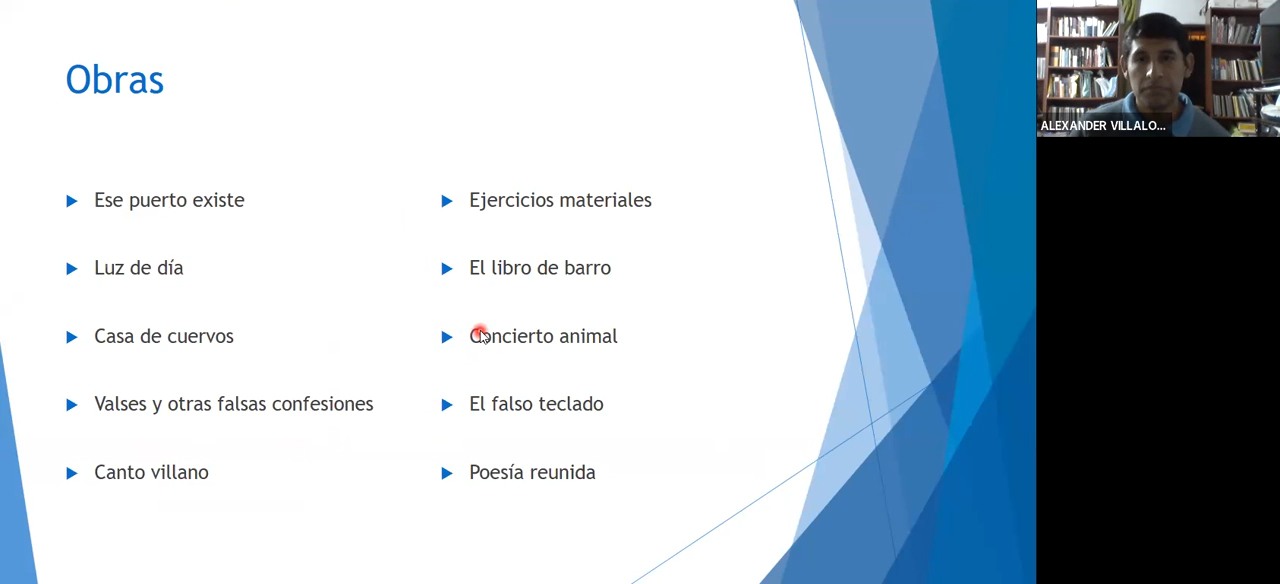 Obras
Ese puerto existe
Luz de día
Casa de cuervos
Valses y otras falsas confesiones
Canto villano
Ejercicios materiales
El libro de barro
Concierto animal
El falso teclado
Poesía reunida
ALEXANDER VILLALO...